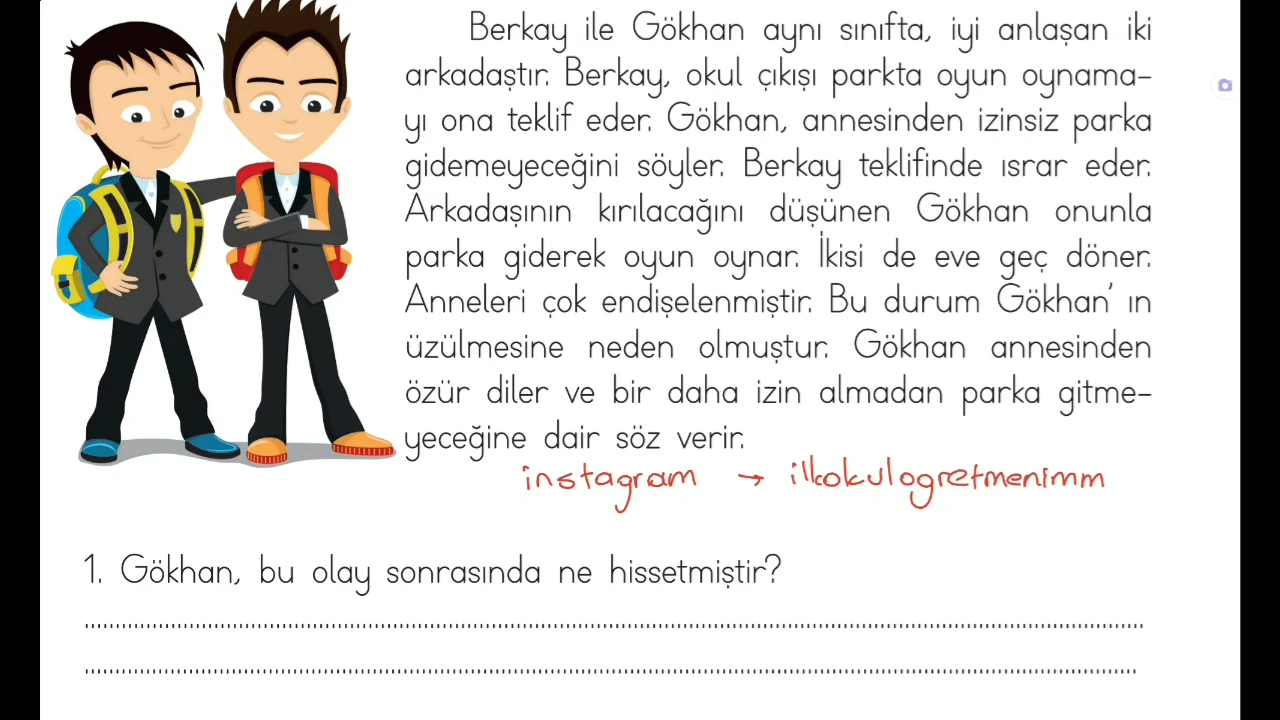 Berkay ile Gökhan aynı sınıfta, iyi anlaşan iki
arkadaştır. Berkay, okul çıkışı parkta oyun oynama-
yı ona teklif eder. Gökhan, annesinden izinsiz parka
gidemeyeceğini söyler. Berkay teklifinde ısrar eder.
Arkadaşının kırılacağını düşünen Gökhan onunla
parka giderek oyun oynar. İkisi de eve geç döner.
Anneleri çok endişelenmiştir. Bu durum Gökhan' ın
üzülmesine neden olmuştur. Gökhan annesinden
özür diler ve bir daha izin almadan parka gitme-
yeceğine dair söz verir.
instagram → ilkokulogretmenimm
1. Gökhan, bu olay sonrasında ne hissetmiştir?